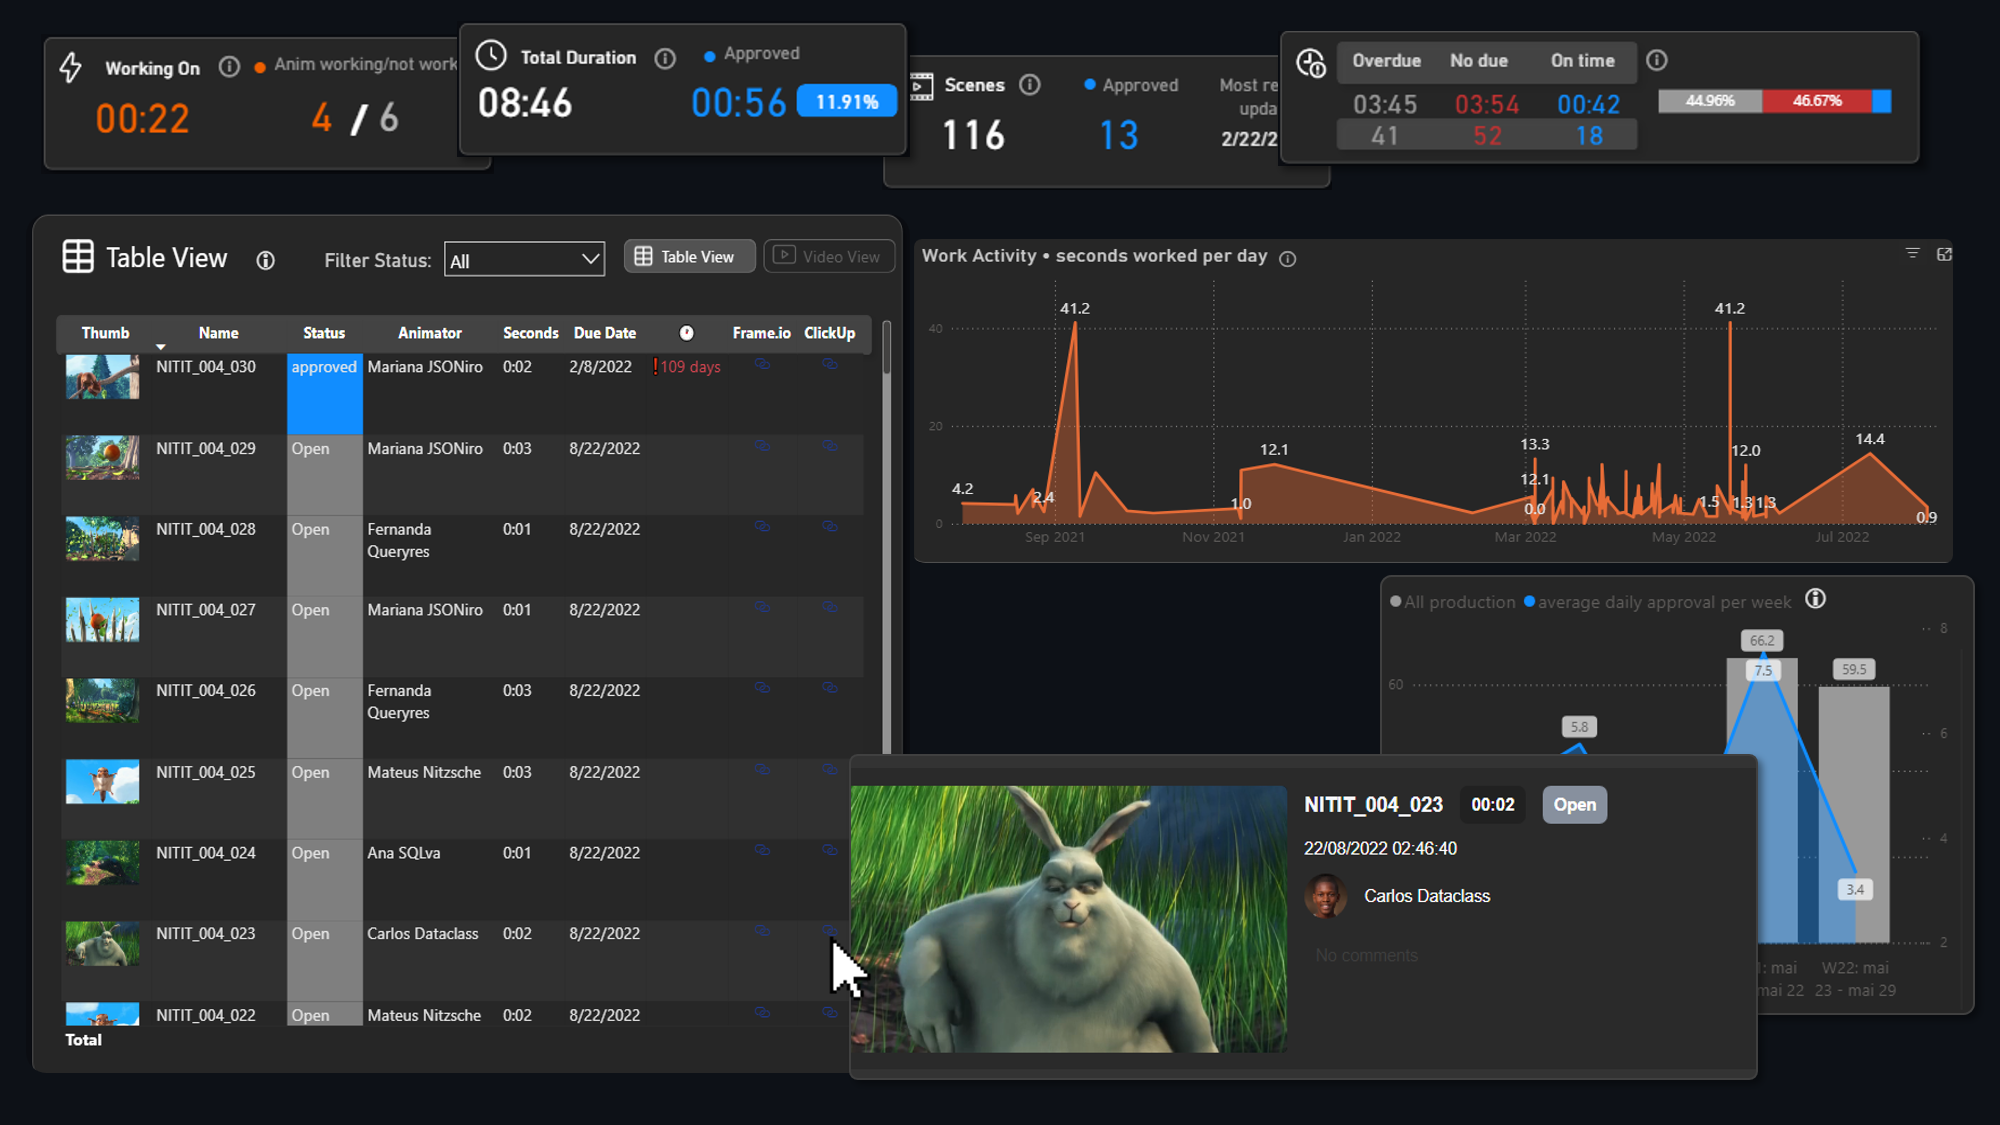 Working On
Anim working/not work
00:22
4 / 6
Total Duration
Approved
08:46
00:56
11.91%
Scenes
Approved
Most re
upda
116
13
2/22/2
Overdue No due On time
03:45 03:54 00:42
41 52 18
44.96% 46.67%
Table View
Filter Status: All
Table View
Video View
Thumb Name Status Animator Seconds Due Date Frame.io ClickUp
NITIT_004_030 approved Mariana JSONiro 0:02 2/8/2022 !109 days
NITIT_004_029 Open Mariana JSONiro 0:03 8/22/2022
NITIT_004_028 Open Fernanda Queryres 0:01 8/22/2022
NITIT_004_027 Open Mariana JSONiro 0:01 8/22/2022
NITIT_004_026 Open Fernanda Queryres 0:03 8/22/2022
NITIT_004_025 Open Mateus Nitzsche 0:03 8/22/2022
NITIT_004_024 Open Ana SQLva 0:01 8/22/2022
NITIT_004_023 Open Carlos Dataclass 0:02 8/22/2022
NITIT_004_022 Open Mateus Nitzsche 0:02 8/22/2022
Total
Work Activity • seconds worked per day
40
20
0
4.2
2.4
41.2
1.0
12.1
13.3
12.1
0.0
1.5
41.2
12.0
1.3
1.3
14.4
0.9
Sep 2021 Nov 2021 Jan 2022 Mar 2022 May 2022 Jul 2022
All production average daily approval per week
8
66.2
7.5
59.5
60
5.8
6
4
3.4
2
1: mai W22: mai
mai 22 23 - mai 29
NITIT_004_023 00:02 Open
22/08/2022 02:46:40
Carlos Dataclass
No comments